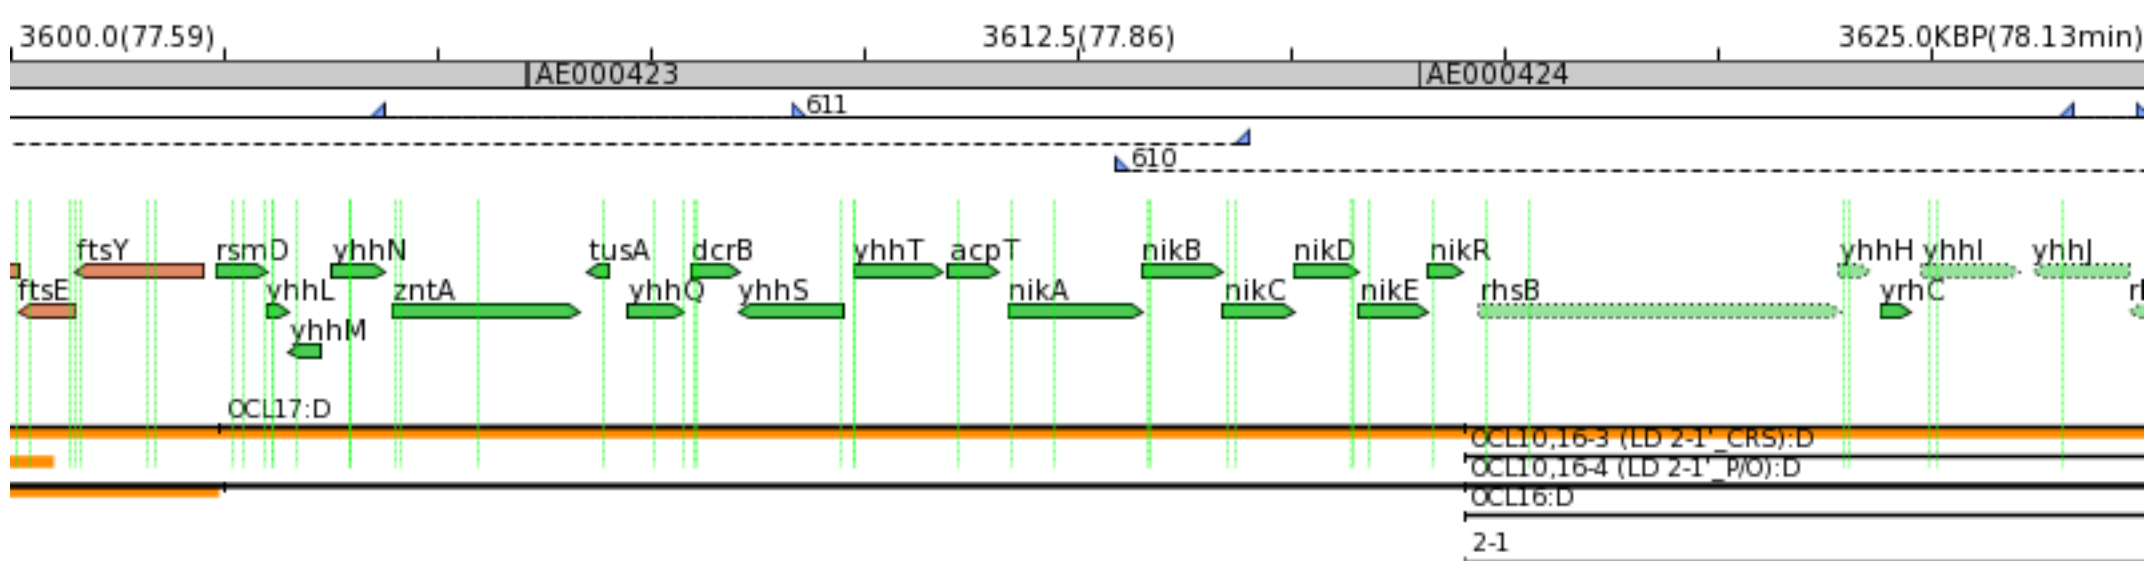 3600.0(77.59) 3612.5(77.86) 3625.0KBP(78.13min)
AE000423 AE000424
611
610
ftsY rsmD yhhN tusA dcrB yhhT acpT nikB nikD nikR yhhH yhhI yhhJ
ftsE yhhL zntA yhhQ yhhS nikA nikC nikE rhsB yrhC
yhhM
OCL17:D
OCL10,16-3 (LD 2-1'_CRS):D
OCL10,16-4 (LD 2-1'_P/O):D
OCL16:D
2-1